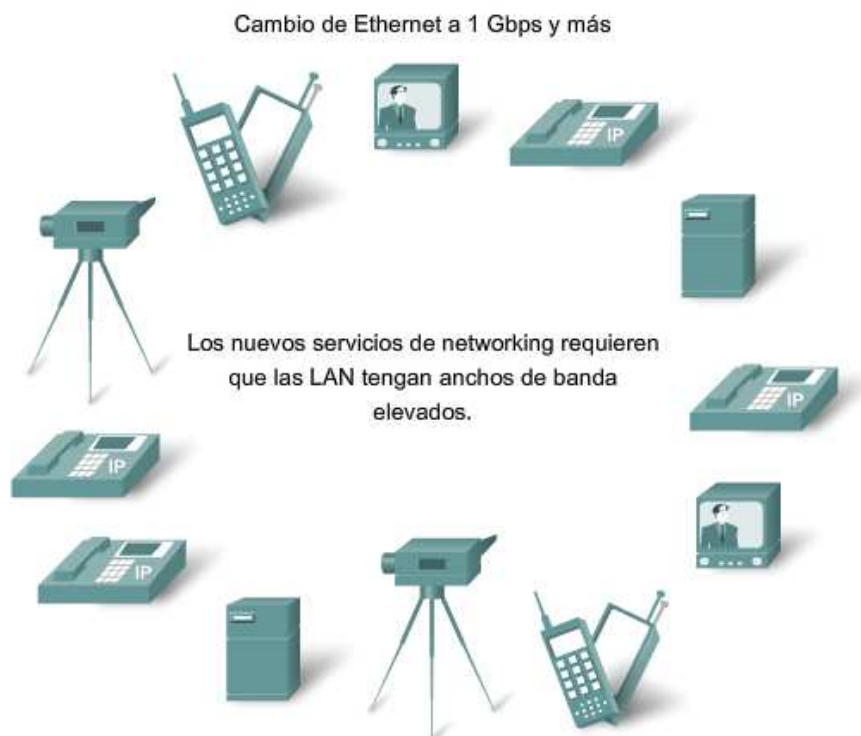 Cambio de Ethernet a 1 Gbps y más
IP
Los nuevos servicios de networking requieren
que las LAN tengan anchos de banda
elevados.
IP
IP
IP